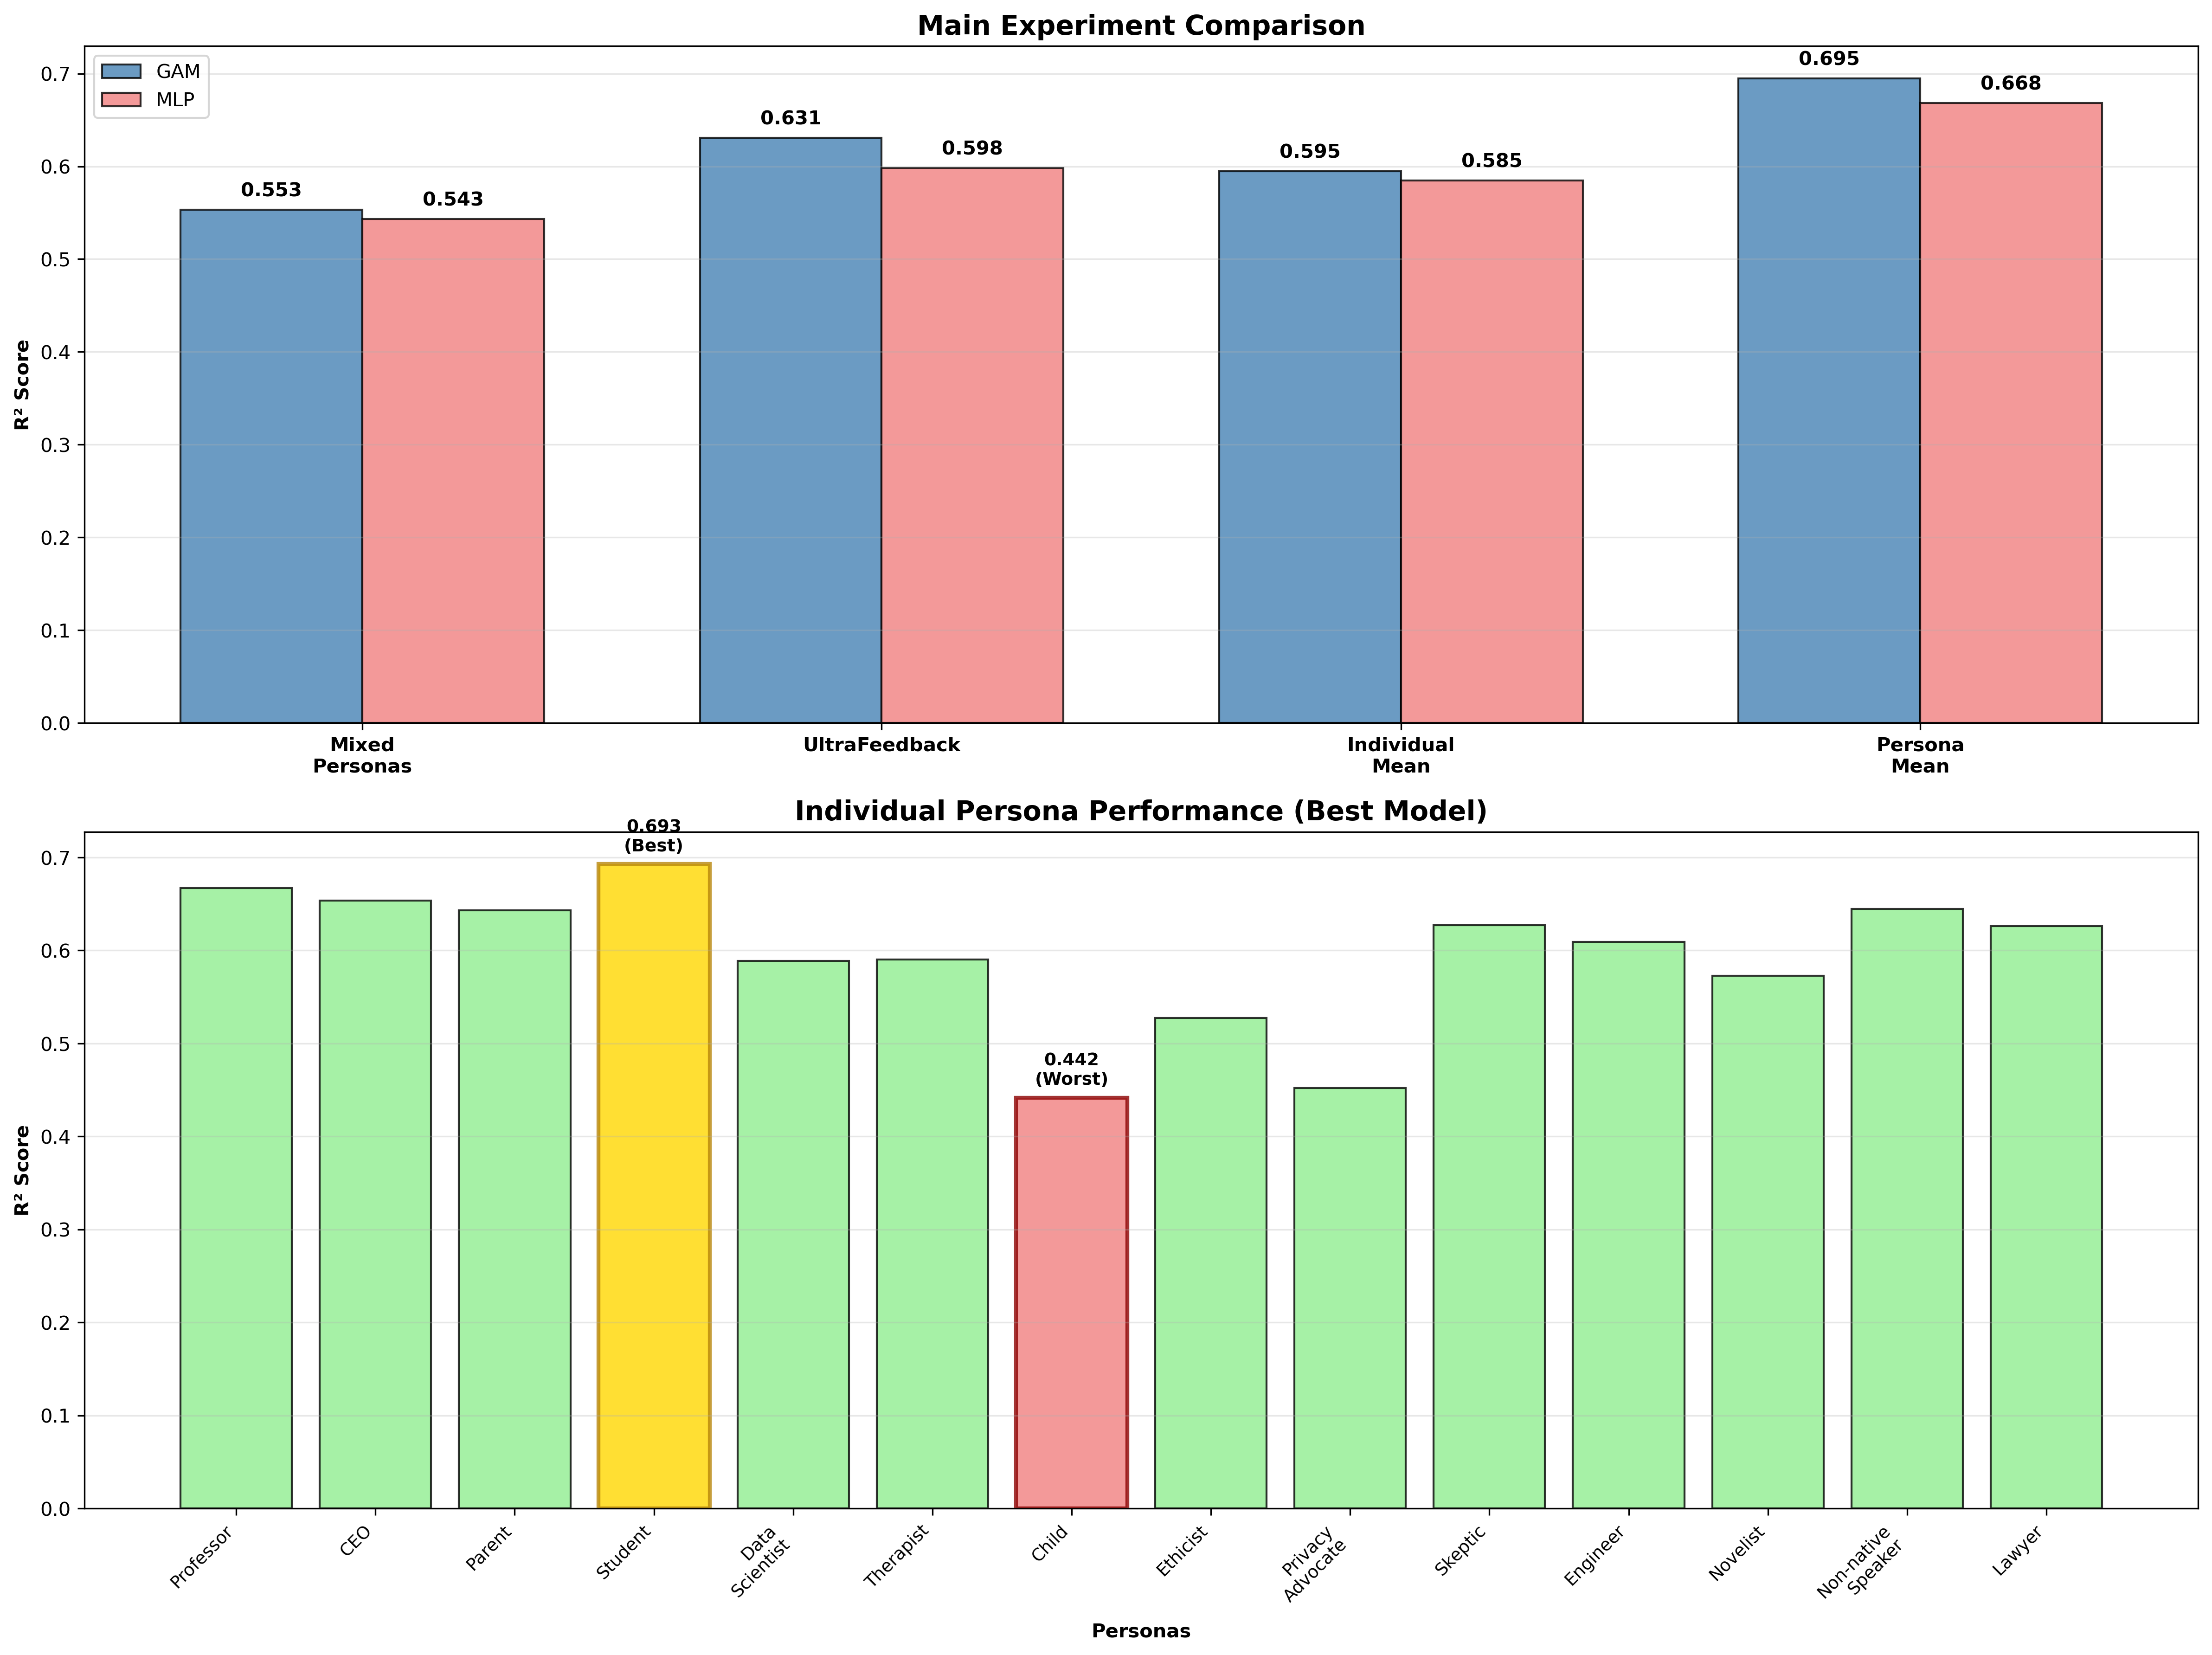 Main Experiment Comparison
GAM
MLP
R² Score
0.7
0.6
0.5
0.4
0.3
0.2
0.1
0.0
0.553
0.543
0.631
0.598
0.595
0.585
0.695
0.668
Mixed
Personas
UltraFeedback
Individual
Mean
Persona
Mean
Individual Persona Performance (Best Model)
R² Score
0.7
0.6
0.5
0.4
0.3
0.2
0.1
0.0
0.693
(Best)
0.442
(Worst)
Professor
CEO
Parent
Student
Data
Scientist
Therapist
Child
Ethicist
Privacy
Advocate
Skeptic
Engineer
Novelist
Non-native
Speaker
Lawyer
Personas